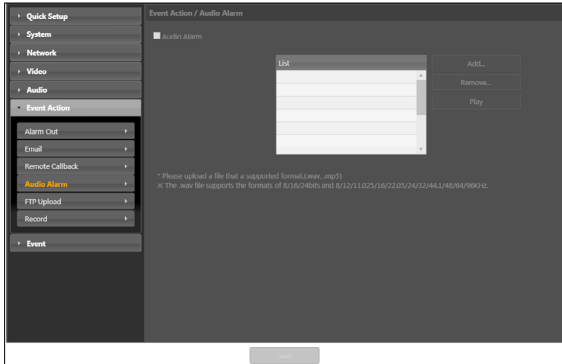 Quick Setup
System
Network
Video
Audio
Event Action
Alarm Out
Email
Remote Callback
Audio Alarm
FTP Upload
Record
Event
Event Action / Audio Alarm
Audio Alarm
List
Add...
Remove...
Play
* Please upload a file that a supported format.(.wav, .mp3)
※ The .wav file supports the formats of 8/16/24bits and 8/12/11.025/16/22.05/24/32/44.1/48/64/96KHz.